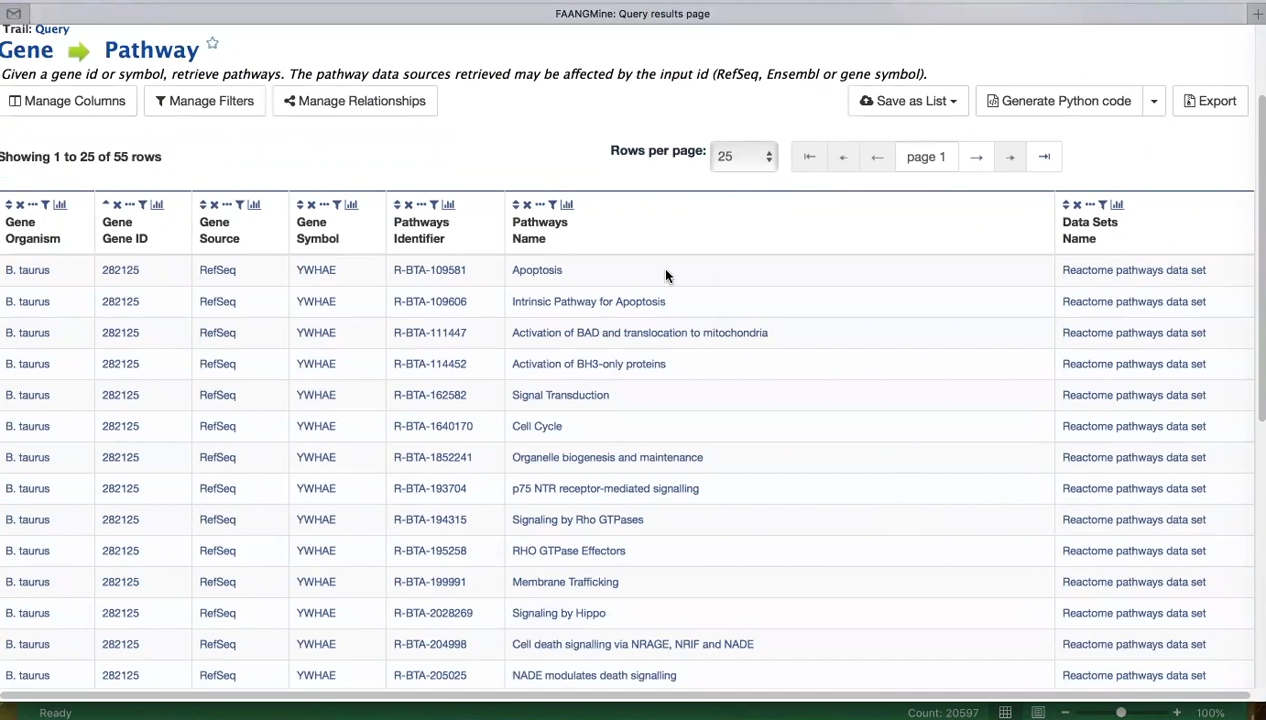 FAANGMine: Query results page
Trail: Query
Gene Pathway
Given a gene id or symbol, retrieve pathways. The pathway data sources retrieved may be affected by the input id (RefSeq, Ensembl or gene symbol).
Manage Columns Manage Filters Manage Relationships Save as List Generate Python code Export
Showing 1 to 25 of 55 rows Rows per page: 25 page 1
Gene Organism Gene Gene ID Gene Source Gene Symbol Pathways Identifier Pathways Name Data Sets Name
B. taurus 282125 RefSeq YWHAE R-BTA-109581 Apoptosis Reactome pathways data set
B. taurus 282125 RefSeq YWHAE R-BTA-109606 Intrinsic Pathway for Apoptosis Reactome pathways data set
B. taurus 282125 RefSeq YWHAE R-BTA-111447 Activation of BAD and translocation to mitochondria Reactome pathways data set
B. taurus 282125 RefSeq YWHAE R-BTA-114452 Activation of BH3-only proteins Reactome pathways data set
B. taurus 282125 RefSeq YWHAE R-BTA-162582 Signal Transduction Reactome pathways data set
B. taurus 282125 RefSeq YWHAE R-BTA-1640170 Cell Cycle Reactome pathways data set
B. taurus 282125 RefSeq YWHAE R-BTA-1852241 Organelle biogenesis and maintenance Reactome pathways data set
B. taurus 282125 RefSeq YWHAE R-BTA-193704 p75 NTR receptor-mediated signalling Reactome pathways data set
B. taurus 282125 RefSeq YWHAE R-BTA-194315 Signaling by Rho GTPases Reactome pathways data set
B. taurus 282125 RefSeq YWHAE R-BTA-195258 RHO GTPase Effectors Reactome pathways data set
B. taurus 282125 RefSeq YWHAE R-BTA-199991 Membrane Trafficking Reactome pathways data set
B. taurus 282125 RefSeq YWHAE R-BTA-2028269 Signaling by Hippo Reactome pathways data set
B. taurus 282125 RefSeq YWHAE R-BTA-204998 Cell death signalling via NRAGE, NRIF and NADE Reactome pathways data set
B. taurus 282125 RefSeq YWHAE R-BTA-205025 NADE modulates death signalling Reactome pathways data set
Ready Count: 20597 100%